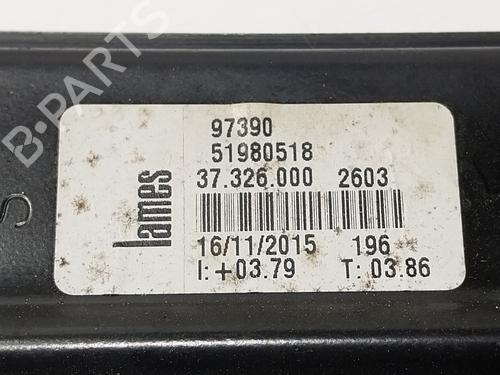 B-PARTS
lames
97390
51980518
37.326.000 2603
16/11/2015 196
I: +03.79 T: 03.86